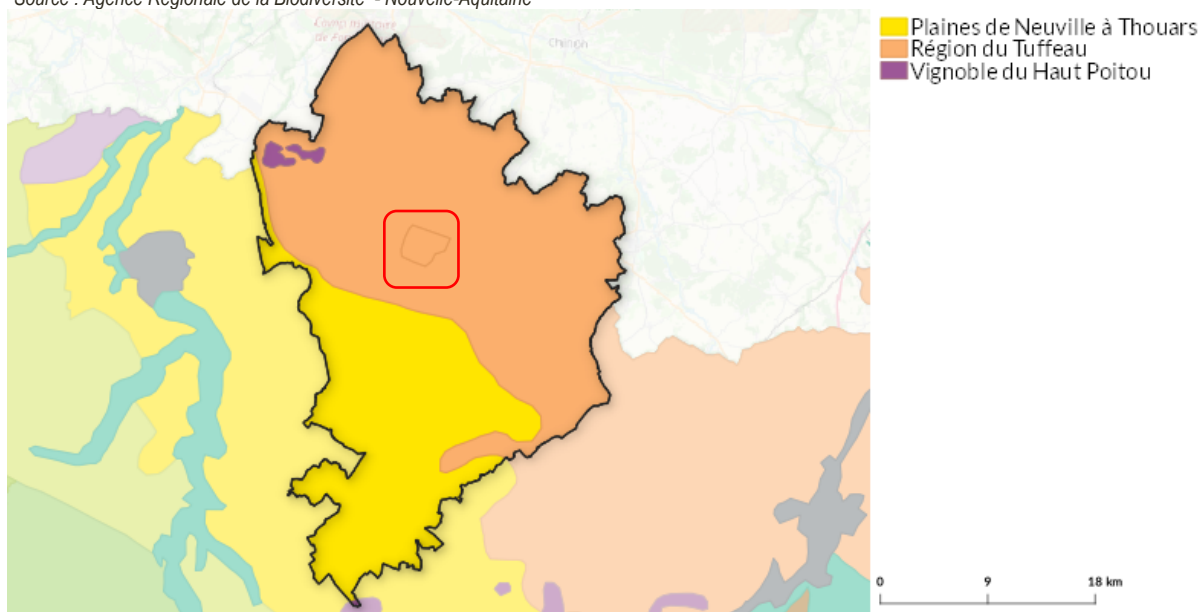 Source : Agence Régionale de la Biodiversité - Nouvelle-Aquitaine
Chinon
Plaines de Neuville à Thouars
Région du Tuffeau
Vignoble du Haut Poitou
0 9 18 km